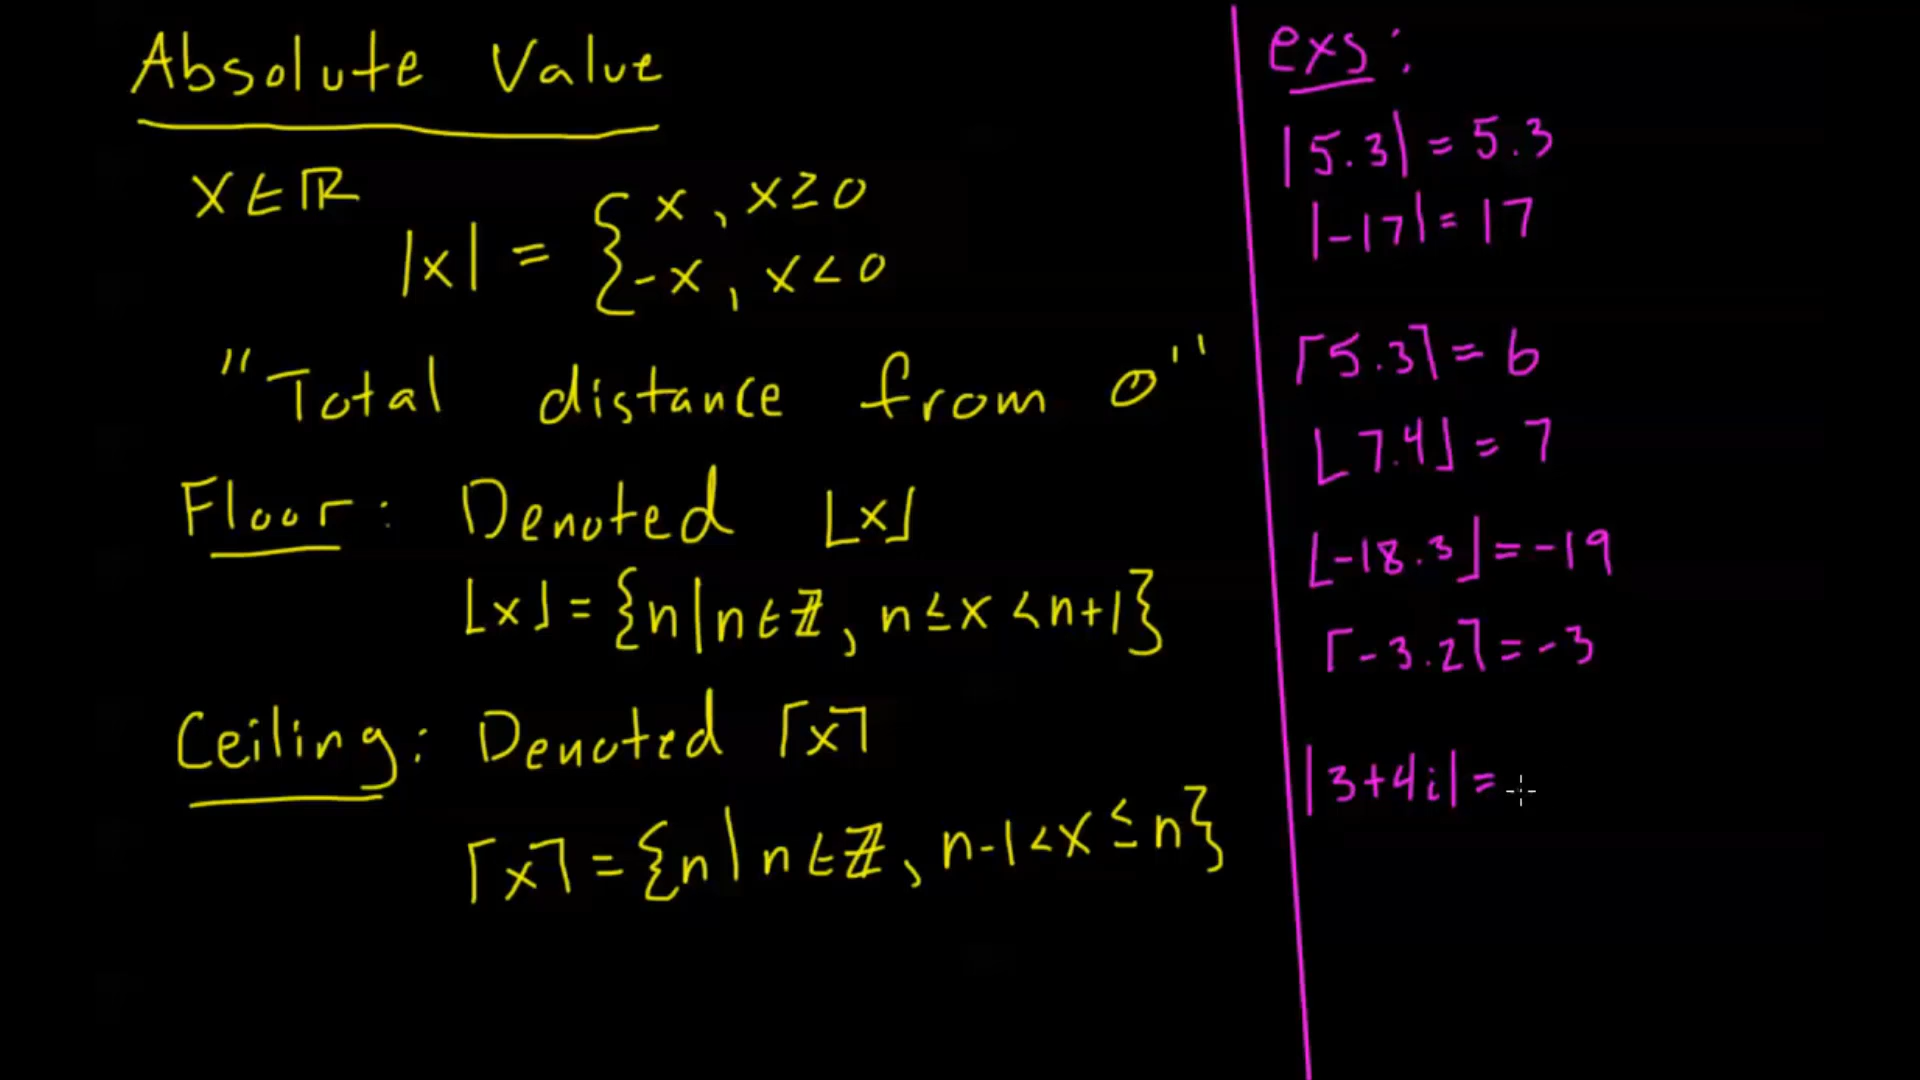 Absolute Value
x∈ℝ
|x| = { x, x≥0
-x, x<0
"Total distance from 0"
Floor: Denoted ⌊x⌋
⌊x⌋ = {n|n∈ℤ, n≤x<n+1}
Ceiling: Denoted ⌈x⌉
⌈x⌉ = {n|n∈ℤ, n-1<x≤n}
exs:
|5.3| = 5.3
|-17| = 17
⌈5.3⌉ = 6
⌊7.4⌋ = 7
⌊-18.3⌋ = -19
⌈-3.2⌉ = -3
|3+4i| =